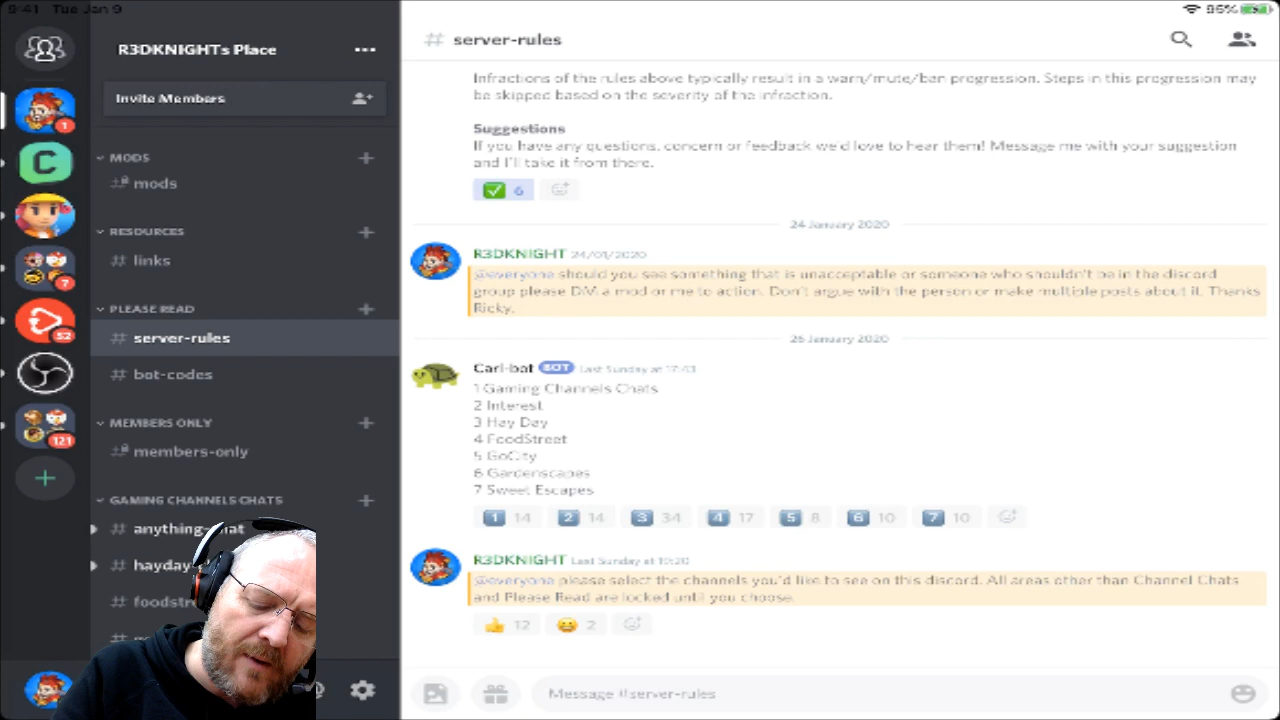 9:41 Tue Jan 9
95%
R3DKNIGHTs Place
Invite Members
MODS
mods
RESOURCES
links
PLEASE READ
# server-rules
# bot-codes
MEMBERS ONLY
members-only
GAMING CHANNELS CHATS
# anything- hat
# hayday
# foodstre
1
C
7
52
121
# server-rules
Infractions of the rules above typically result in a warn/mute/ban progression. Steps in this progression may
be skipped based on the severity of the infraction.
Suggestions
If you have any questions, concern or feedback we'd love to hear them! Message me with your suggestion
and I'll take it from there.
6
24 January 2020
R3DKNIGHT 24/01/2020
@everyone should you see something that is unacceptable or someone who shouldn't be in the discord
group please DM a mod or me to action. Don't argue with the person or make multiple posts about it. Thanks
Ricky.
26 January 2020
Carl-bot BOT Last Sunday at 17:43
1 Gaming Channels Chats
2 Interest
3 Hay Day
4 FoodStreet
5 GoCity
6 Gardenscapes
7 Sweet Escapes
1 14 2 14 3 34 4 17 5 8 6 10 7 10
R3DKNIGHT Last Sunday at 19:20
@everyone please select the channels you'd like to see on this discord. All areas other than Channel Chats
and Please Read are locked until you choose.
12 2
Message #server-rules